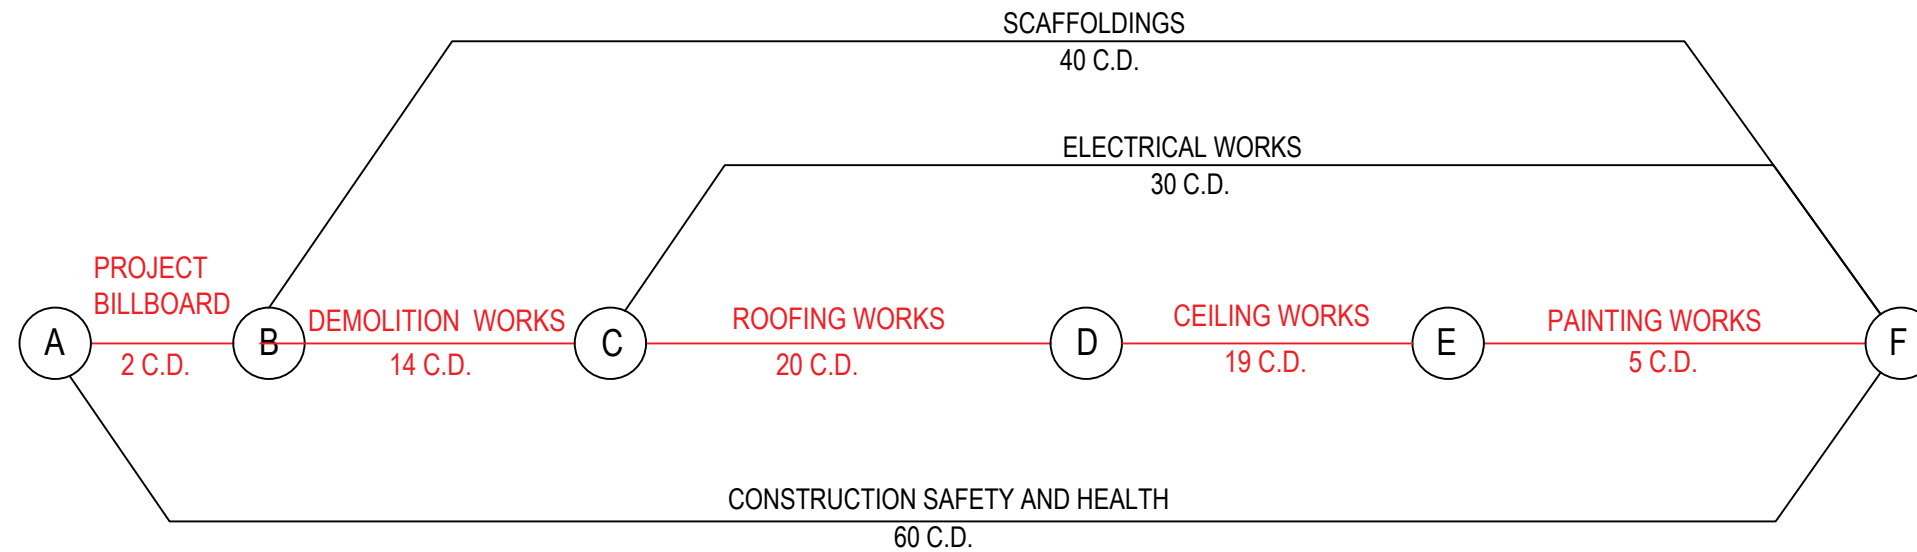 SCAFFOLDINGS
40 C.D.
ELECTRICAL WORKS
30 C.D.
PROJECT
BILLBOARD
2 C.D.
DEMOLITION WORKS
14 C.D.
ROOFING WORKS
20 C.D.
CEILING WORKS
19 C.D.
PAINTING WORKS
5 C.D.
A
B
C
D
E
F
CONSTRUCTION SAFETY AND HEALTH
60 C.D.